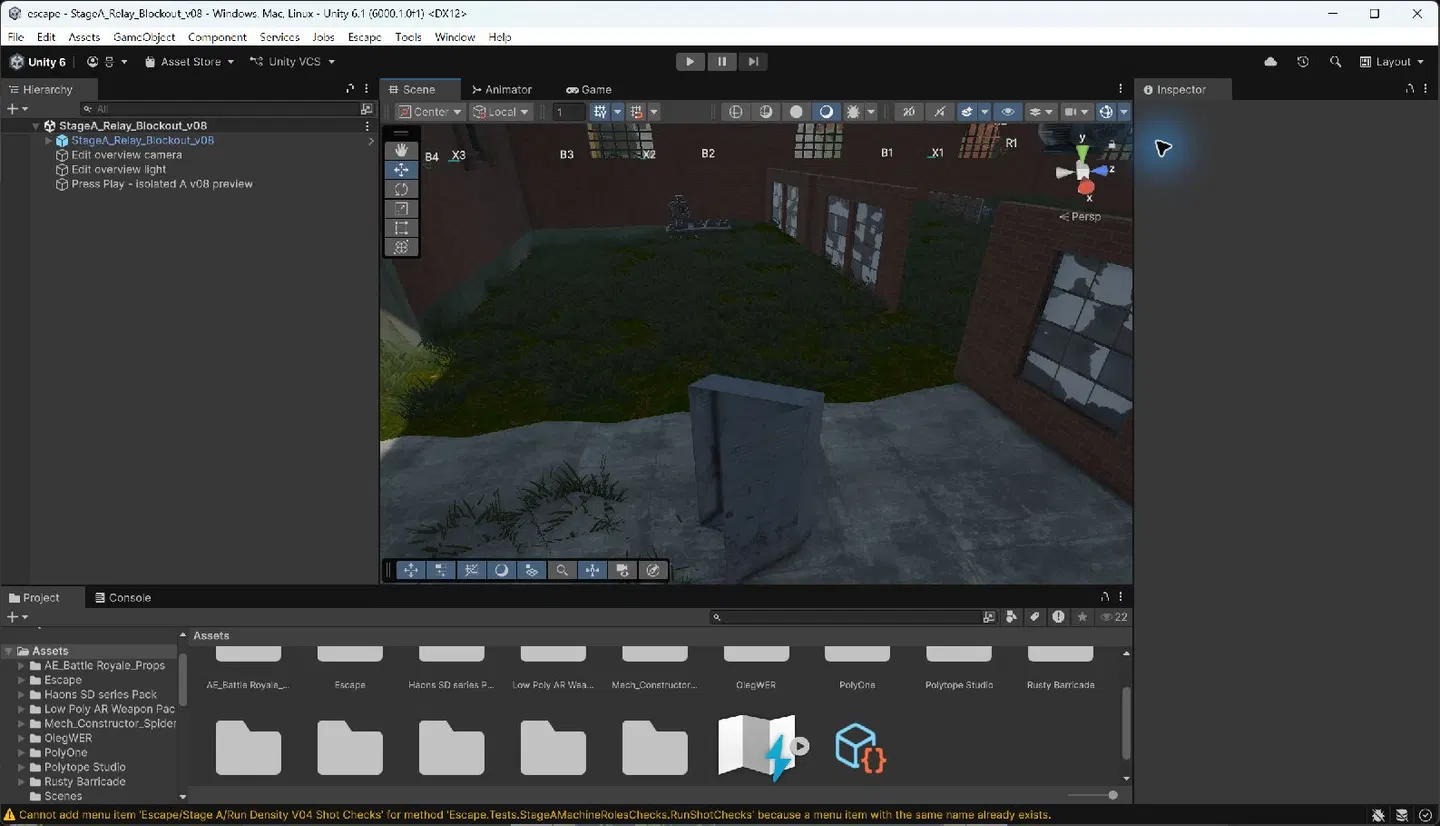 escape - StageA_Relay_Blockout_v08 - Windows, Mac, Linux - Unity 6.1 (6000.1.0f1) <DX12>
File Edit Assets GameObject Component Services Jobs Escape Tools Window Help
Unity 6 Asset Store Unity VCS Layout
Hierarchy Scene Animator Game Inspector
All Center Local 1 2D
StageA_Relay_Blockout_v08
StageA_Relay_Blockout_v08
Edit overview camera
Edit overview light
Press Play - isolated A v08 preview
B4 X3 B3 X2 B2 B1 X1 R1
y
z
x
Persp
Project Console
22
Assets
Assets
AE_Battle Royale_Props
Escape
Haons SD series Pack
Low Poly AR Weapon Pac
Mech_Constructor_Spider
OlegWER
PolyOne
Polytope Studio
Rusty Barricade
Scenes
AE_Battle Royale_... Escape Haons SD series P... Low Poly AR Wea... Mech_Constructor... OlegWER PolyOne Polytope Studio Rusty Barricade
Cannot add menu item 'Escape/Stage A/Run Density V04 Shot Checks' for method 'Escape.Tests.StageAMachineRolesChecks.RunShotChecks' because a menu item with the same name already exists.